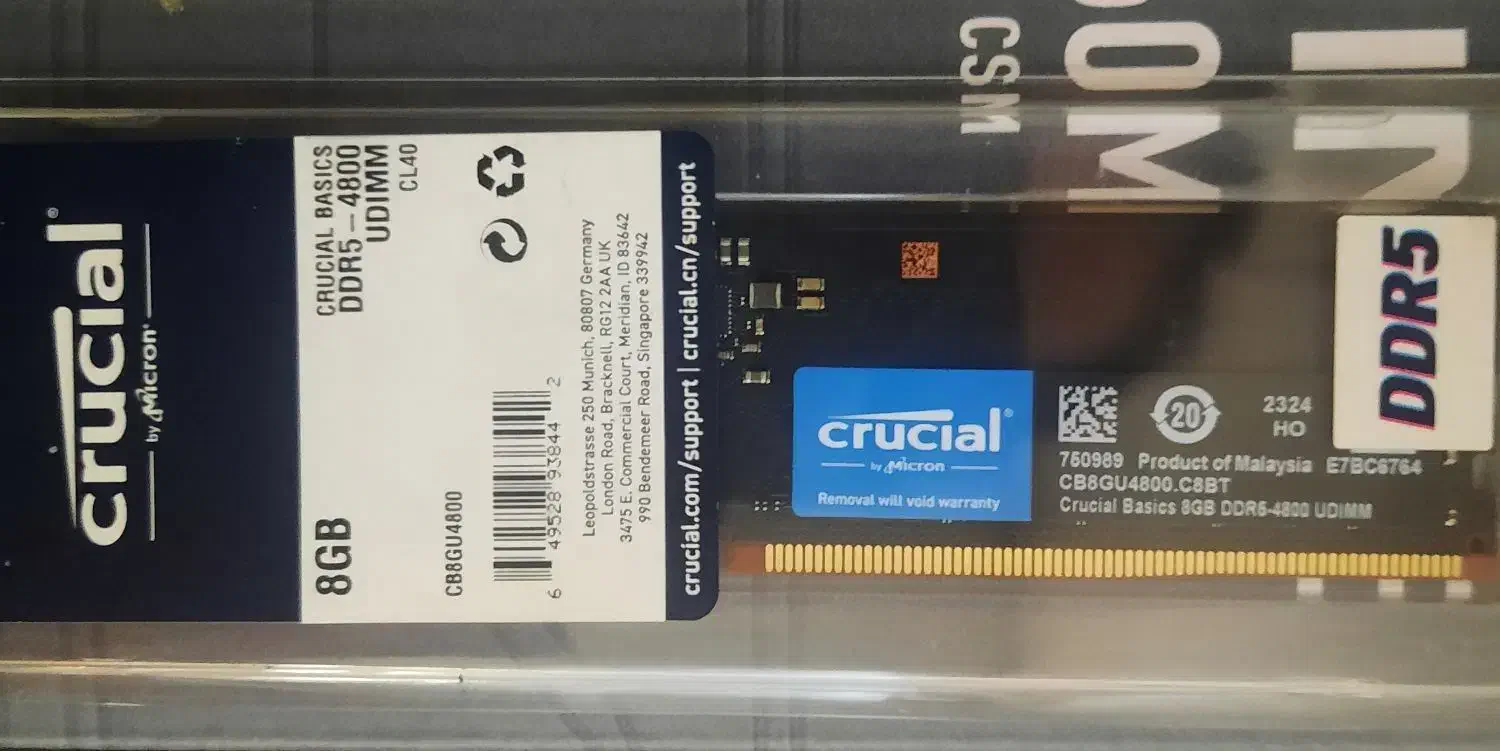 crucial®
by Micron®
CRUCIAL BASICS
8GB DDR5-4800
UDIMM
CL40
CB8GU4800
6 49528 93844 2
Leopoldstrasse 250 Munich, 80807 Germany
London Road, Bracknell, RG12 2AA UK
3475 E. Commercial Court, Meridian, ID 83642
990 Bendemeer Road, Singapore 339942
crucial.com/support | crucial.cn/support
crucial®
by Micron
Removal will void warranty
20
2324
HO
750989 Product of Malaysia E7BC6764
CB8GU4800.C8BT
Crucial Basics 8GB DDR5-4800 UDIMM
DDR5
CSM